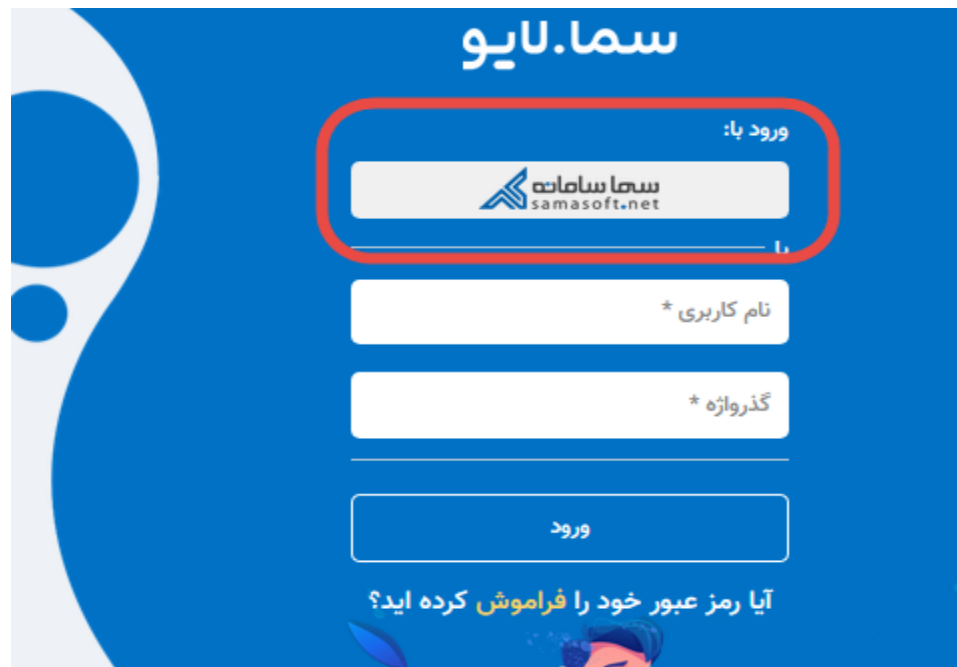 سما.لایو
ورود با:
سما سامانه
samasoft.net
یا
نام کاربری *
گذرواژه *
ورود
آیا رمز عبور خود را فراموش کرده اید؟